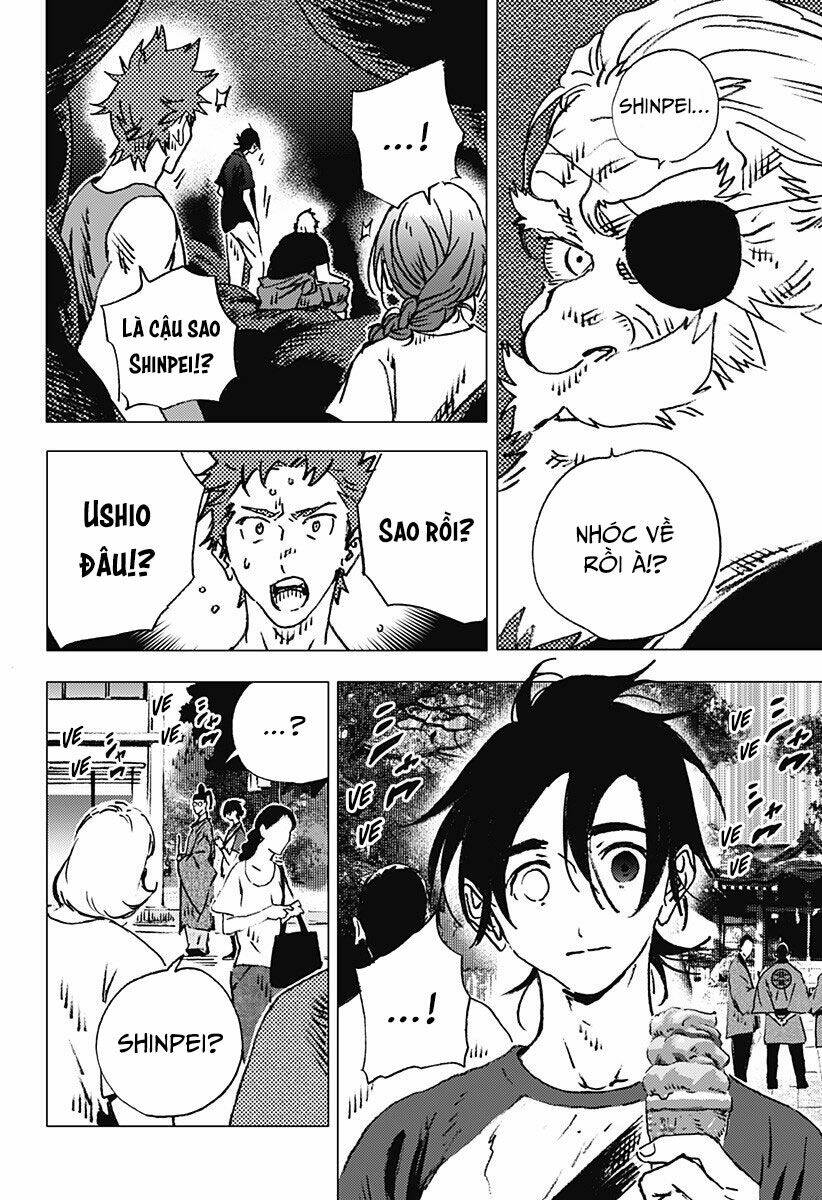 SHINPEI...
NHÓC VỀ
RỒI À!?
...!
LÀ CẬU SAO
SHINPEI!?
SAO RỒI?
USHIO
ĐÂU!?
VE
VE
VE
VE
VE
VE
...!
VE
VE
VE
VE
...?
SHINPEI?